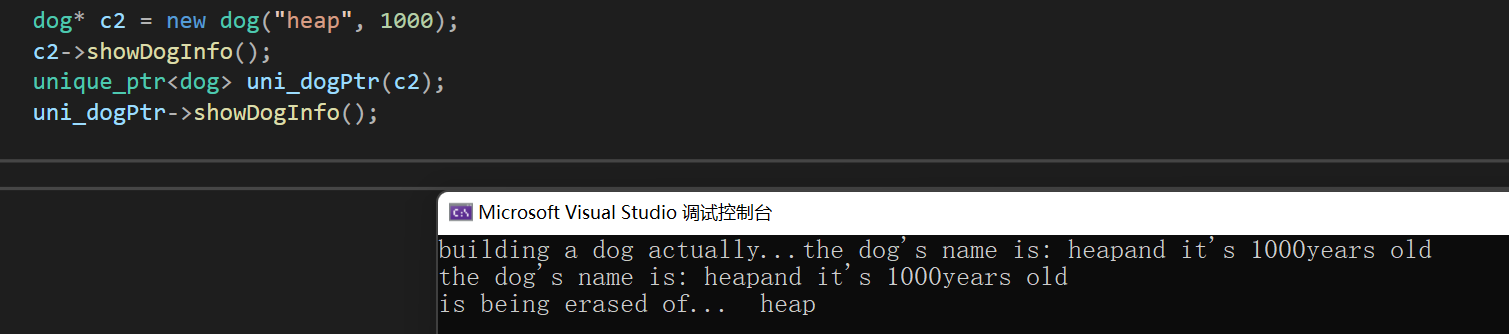 dog* c2 = new dog("heap", 1000);
c2->showDogInfo();
unique_ptr<dog> uni_dogPtr(c2);
uni_dogPtr->showDogInfo();
Microsoft Visual Studio 调试控制台
building a dog actually...the dog's name is: heapand it's 1000years old
the dog's name is: heapand it's 1000years old
is being erased of...  heap